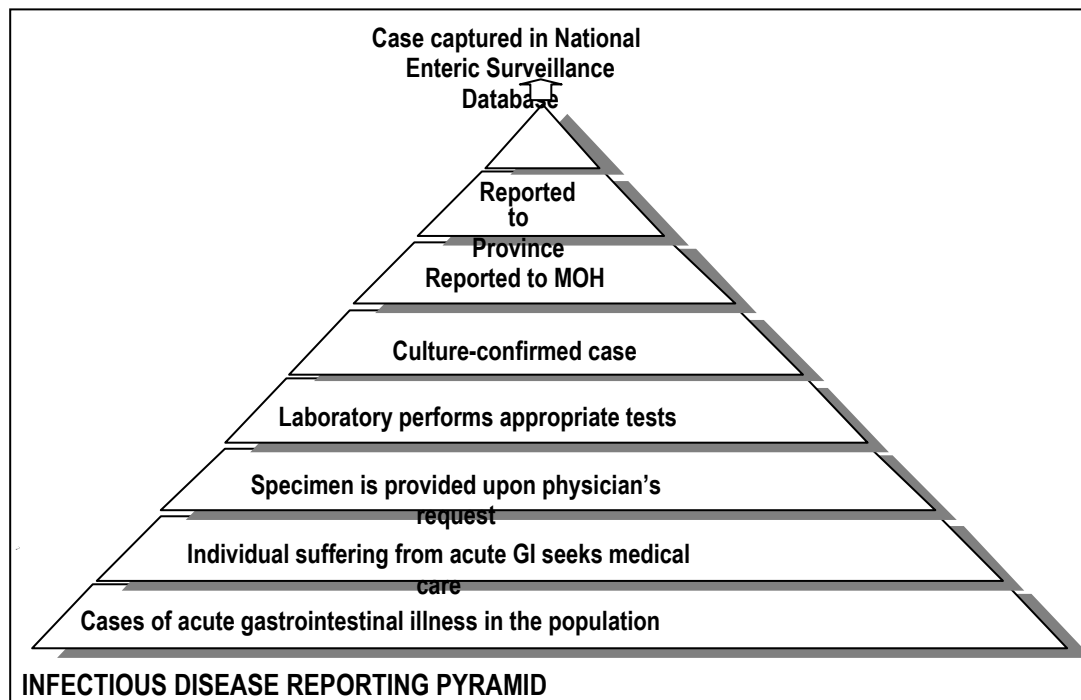 Case captured in National
Enteric Surveillance
Database
Reported
to
Province
Reported to MOH
Culture-confirmed case
Laboratory performs appropriate tests
Specimen is provided upon physician's
request
Individual suffering from acute GI seeks medical
care
Cases of acute gastrointestinal illness in the population
INFECTIOUS DISEASE REPORTING PYRAMID